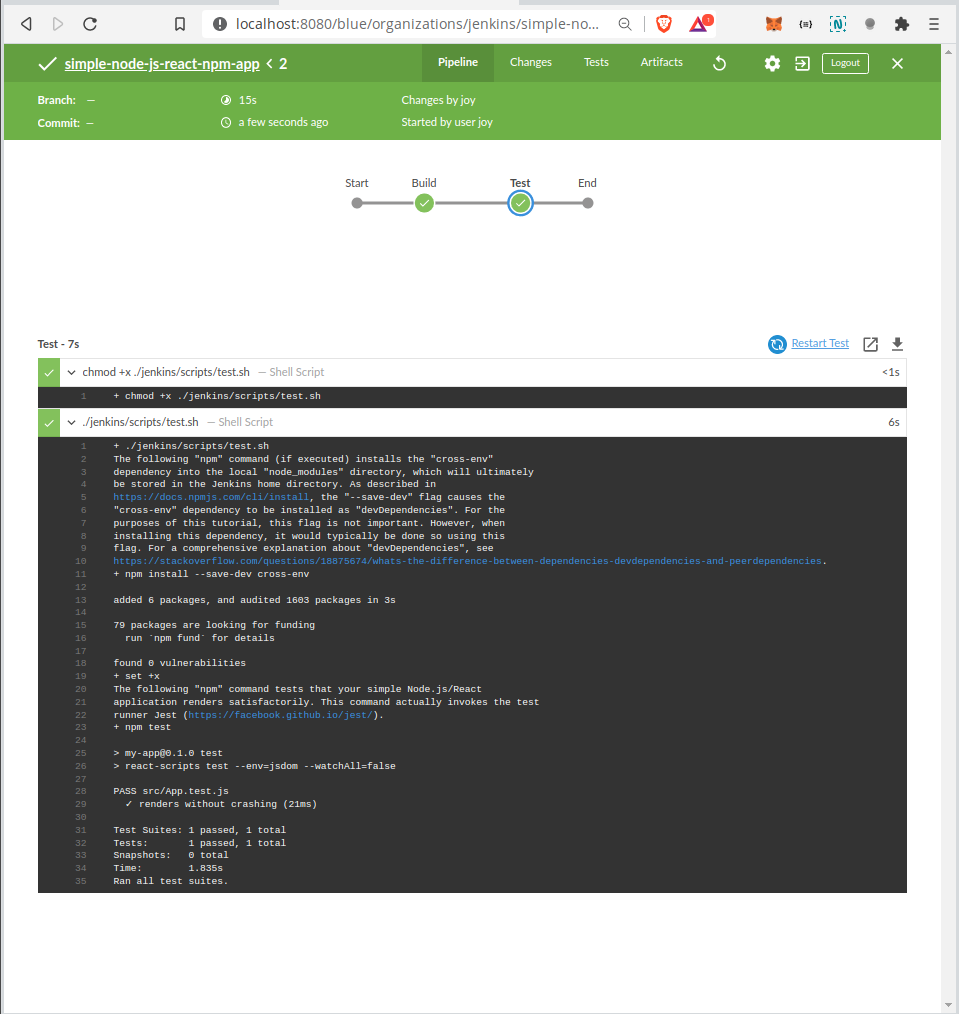 localhost:8080/blue/organizations/jenkins/simple-no...
simple-node-js-react-npm-app < 2
Pipeline
Changes
Tests
Artifacts
Logout
Branch: —
15s
Changes by joy
Commit: —
a few seconds ago
Started by user joy
Start
Build
Test
End
Test - 7s
Restart Test
chmod +x ./jenkins/scripts/test.sh — Shell Script
<1s
1 + chmod +x ./jenkins/scripts/test.sh
./jenkins/scripts/test.sh — Shell Script
6s
1 + ./jenkins/scripts/test.sh
2 The following "npm" command (if executed) installs the "cross-env"
3 dependency into the local "node_modules" directory, which will ultimately
4 be stored in the Jenkins home directory. As described in
5 https://docs.npmjs.com/cli/install, the "--save-dev" flag causes the
6 "cross-env" dependency to be installed as "devDependencies". For the
7 purposes of this tutorial, this flag is not important. However, when
8 installing this dependency, it would typically be done so using this
9 flag. For a comprehensive explanation about "devDependencies", see
10 https://stackoverflow.com/questions/18875674/whats-the-difference-between-dependencies-devdependencies-and-peerdependencies.
11 + npm install --save-dev cross-env
12
13 added 6 packages, and audited 1603 packages in 3s
14
15 79 packages are looking for funding
16 run `npm fund` for details
17
18 found 0 vulnerabilities
19 + set +x
20 The following "npm" command tests that your simple Node.js/React
21 application renders satisfactorily. This command actually invokes the test
22 runner Jest (https://facebook.github.io/jest/).
23 + npm test
24
25 > my-app@0.1.0 test
26 > react-scripts test --env=jsdom --watchAll=false
27
28 PASS src/App.test.js
29 ✓ renders without crashing (21ms)
30
31 Test Suites: 1 passed, 1 total
32 Tests: 1 passed, 1 total
33 Snapshots: 0 total
34 Time: 1.835s
35 Ran all test suites.